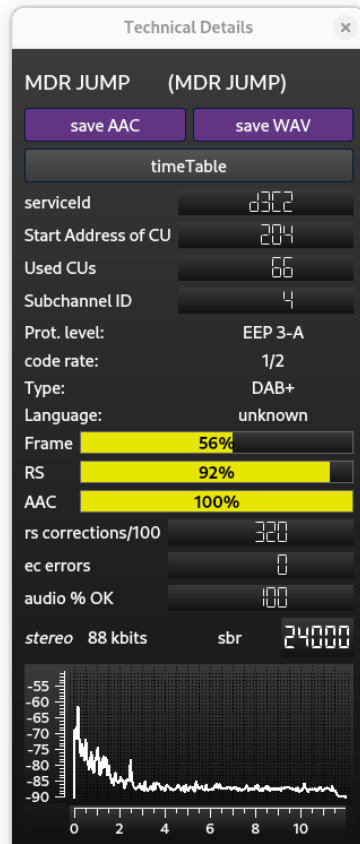 Technical Details ×
MDR JUMP (MDR JUMP)
save AAC save WAV
timeTable
serviceId d3C2
Start Address of CU 204
Used CUs 66
Subchannel ID 4
Prot. level: EEP 3-A
code rate: 1/2
Type: DAB+
Language: unknown
Frame 56%
RS 92%
AAC 100%
rs corrections/100 320
ec errors 0
audio % OK 100
stereo 88 kbits sbr 24000
-55
-60
-65
-70
-75
-80
-85
-90
0 2 4 6 8 10